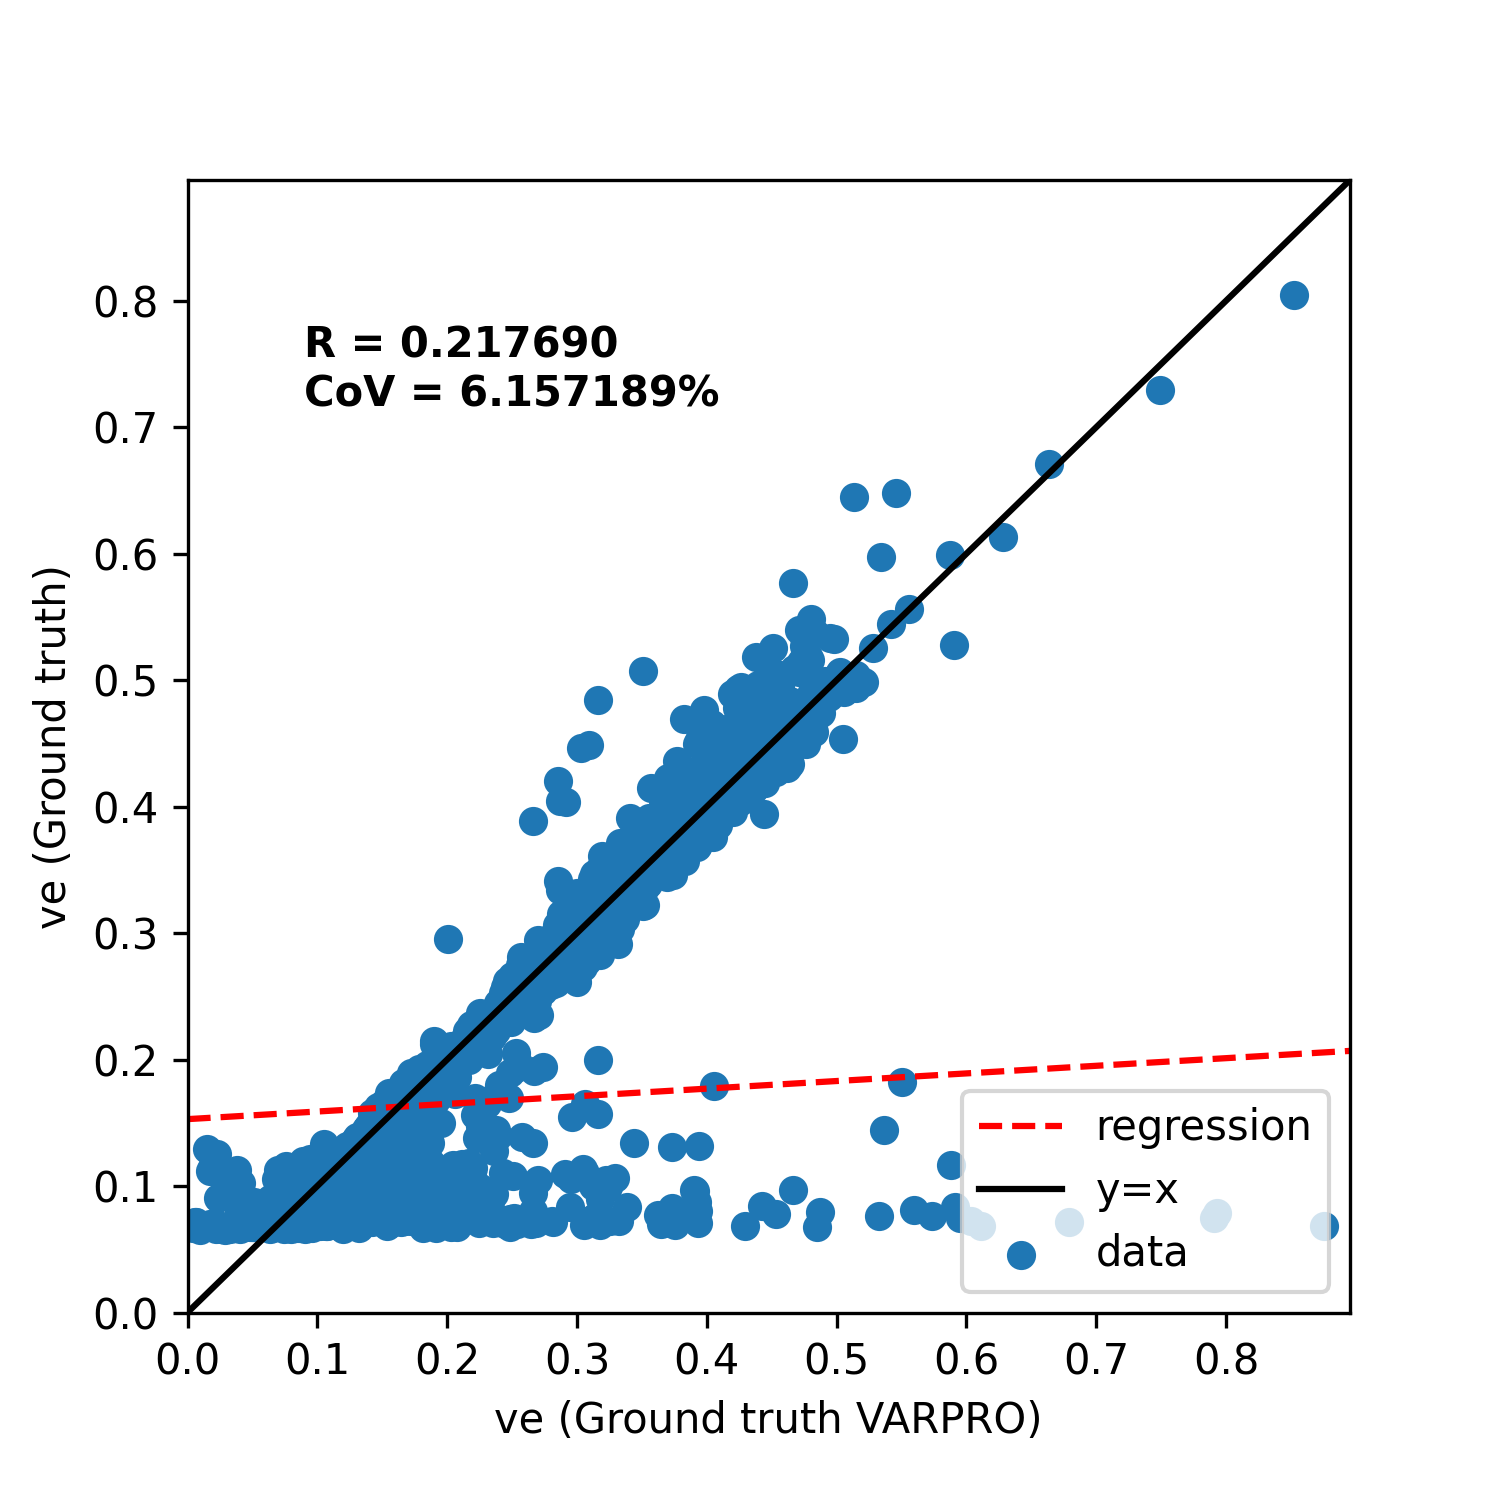 R = 0.217690
CoV = 6.157189%
ve (Ground truth)
0.8
0.7
0.6
0.5
0.4
0.3
0.2
0.1
0.0
regression
y=x
data
0.0 0.1 0.2 0.3 0.4 0.5 0.6 0.7 0.8
ve (Ground truth VARPRO)